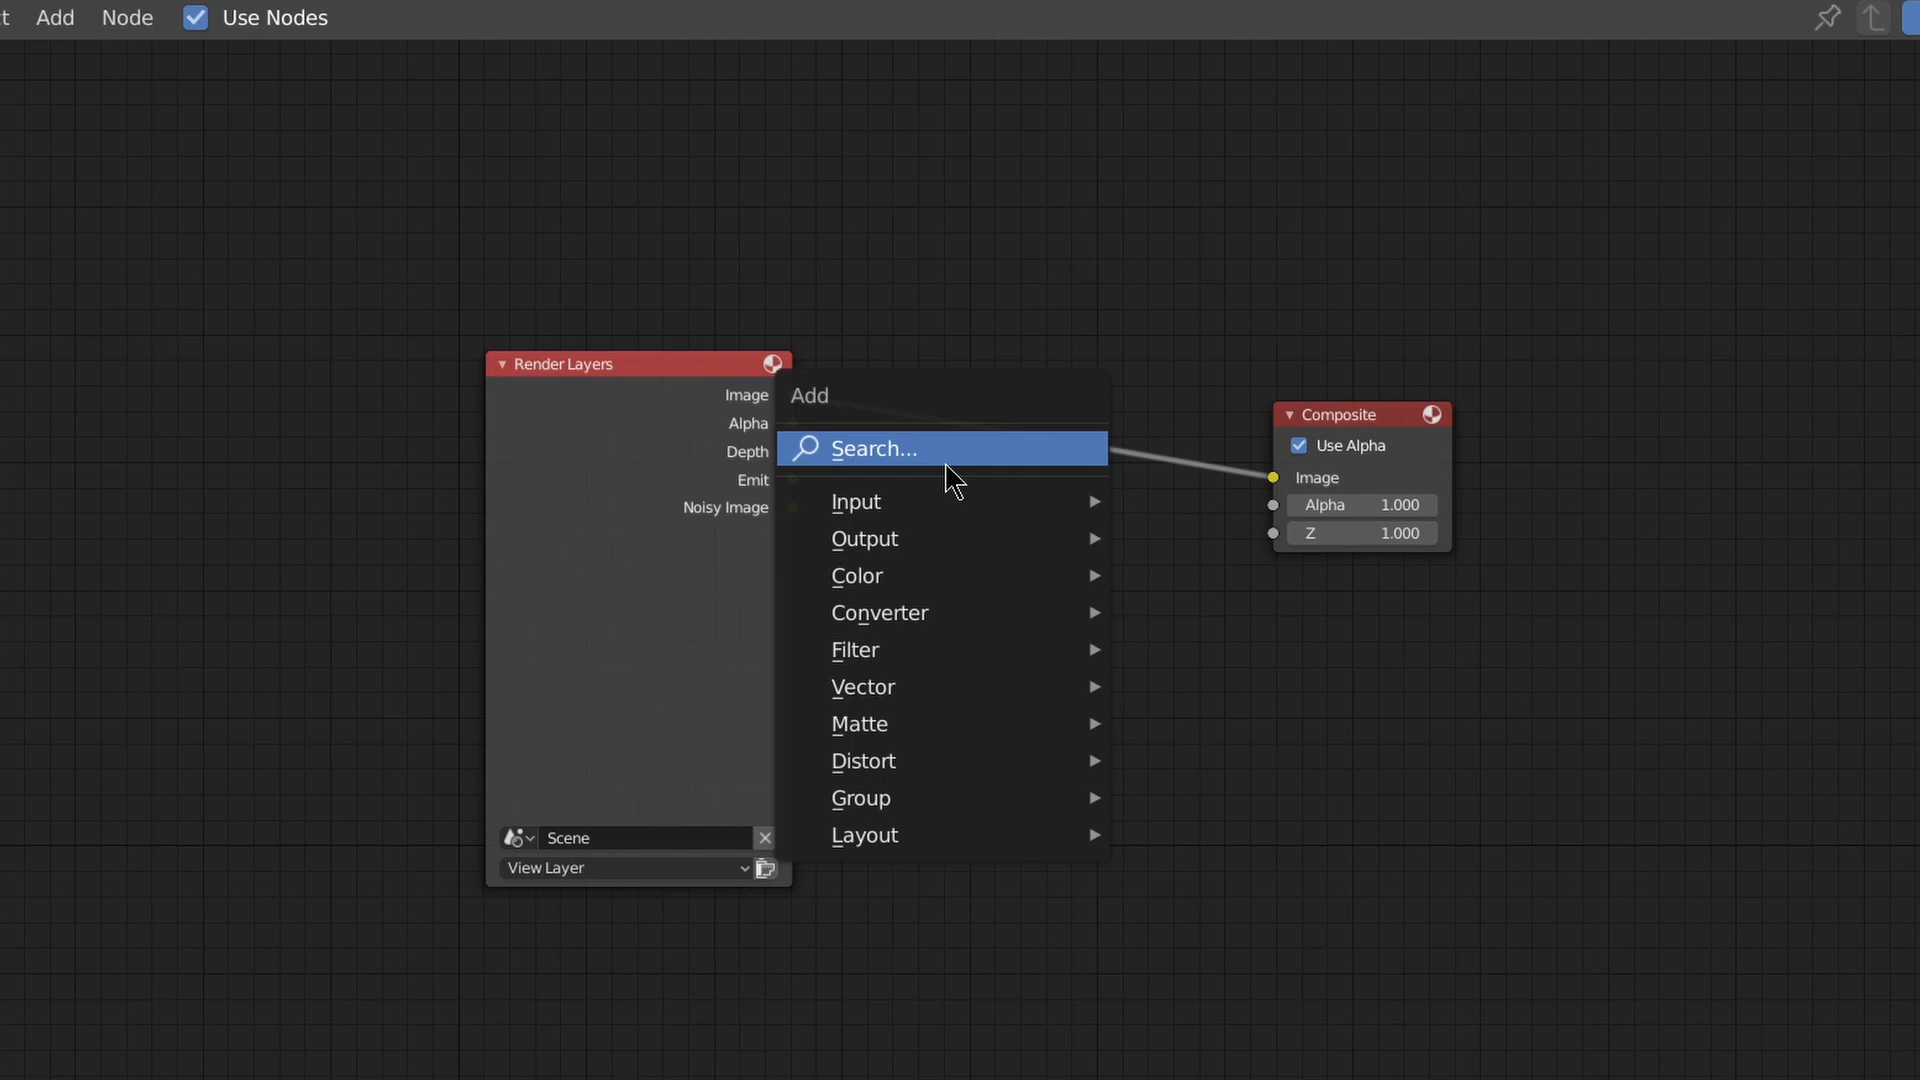 t Add Node Use Nodes
Render Layers
Image
Alpha
Depth
Emit
Noisy Image
Scene
View Layer
Add
Search...
Input
Output
Color
Converter
Filter
Vector
Matte
Distort
Group
Layout
Composite
Use Alpha
Image
Alpha 1.000
Z 1.000